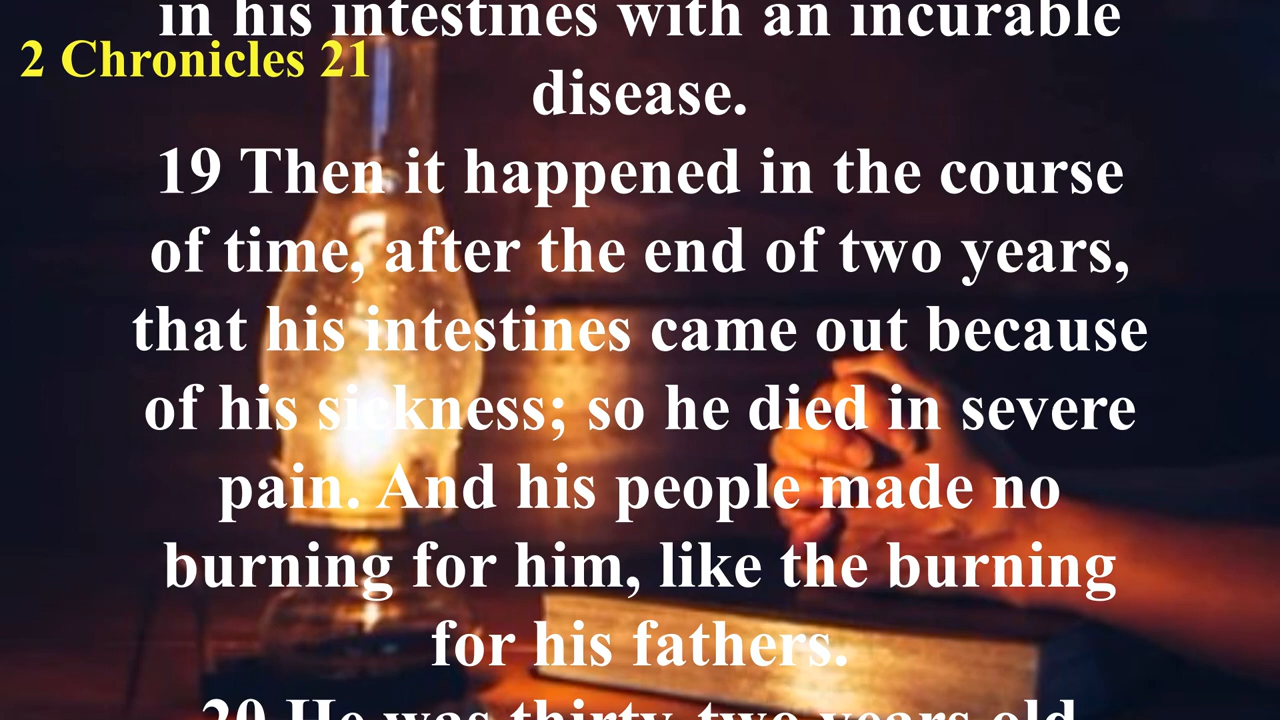 in his intestines with an incurable
2 Chronicles 21
disease.
19 Then it happened in the course
of time, after the end of two years,
that his intestines came out because
of his sickness; so he died in severe
pain. And his people made no
burning for him, like the burning
for his fathers.
20 He was thirty-two years old